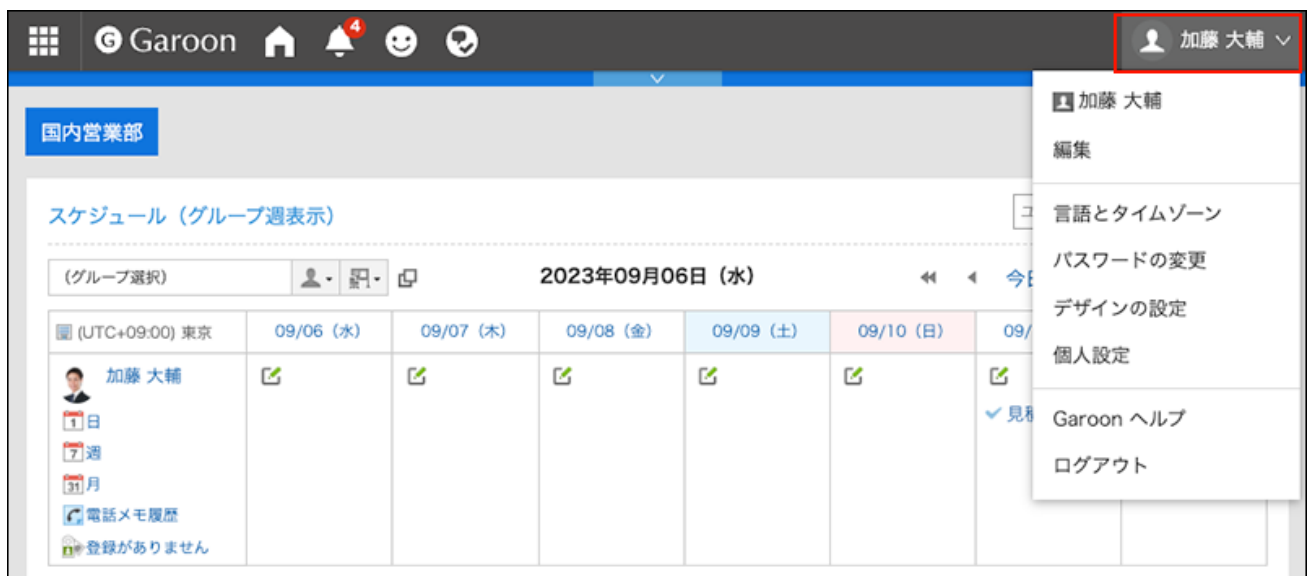 G Garoon 4 加藤 大輔
加藤 大輔
編集
言語とタイムゾーン
パスワードの変更
デザインの設定
個人設定
Garoon ヘルプ
ログアウト
国内営業部
スケジュール（グループ週表示）
(グループ選択) 2023年09月06日（水）
(UTC+09:00) 東京 09/06（水） 09/07（木） 09/08（金） 09/09（土） 09/10（日） 09/
加藤 大輔
1 日
7 週
31 月
電話メモ履歴
登録がありません